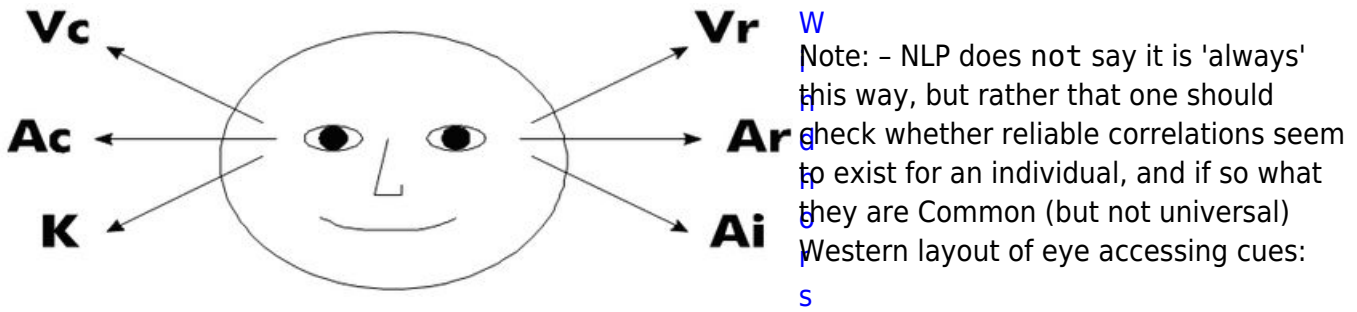 Vc
Vr
Ac
Ar
K
Ai
W
i
n
d
h
o
r
s
Note: – NLP does not say it is 'always'
this way, but rather that one should
check whether reliable correlations seem
to exist for an individual, and if so what
they are Common (but not universal)
Western layout of eye accessing cues: